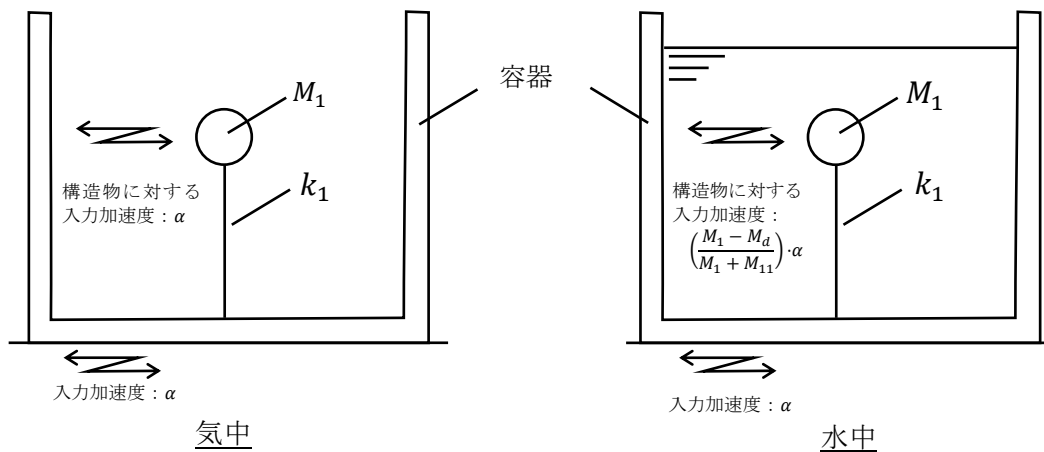 容器
M₁
k₁
構造物に対する
入力加速度:α
入力加速度:α
気中
M₁
k₁
構造物に対する
入力加速度:
((M₁ − M_d)/(M₁ + M₁₁))·α
入力加速度:α
水中